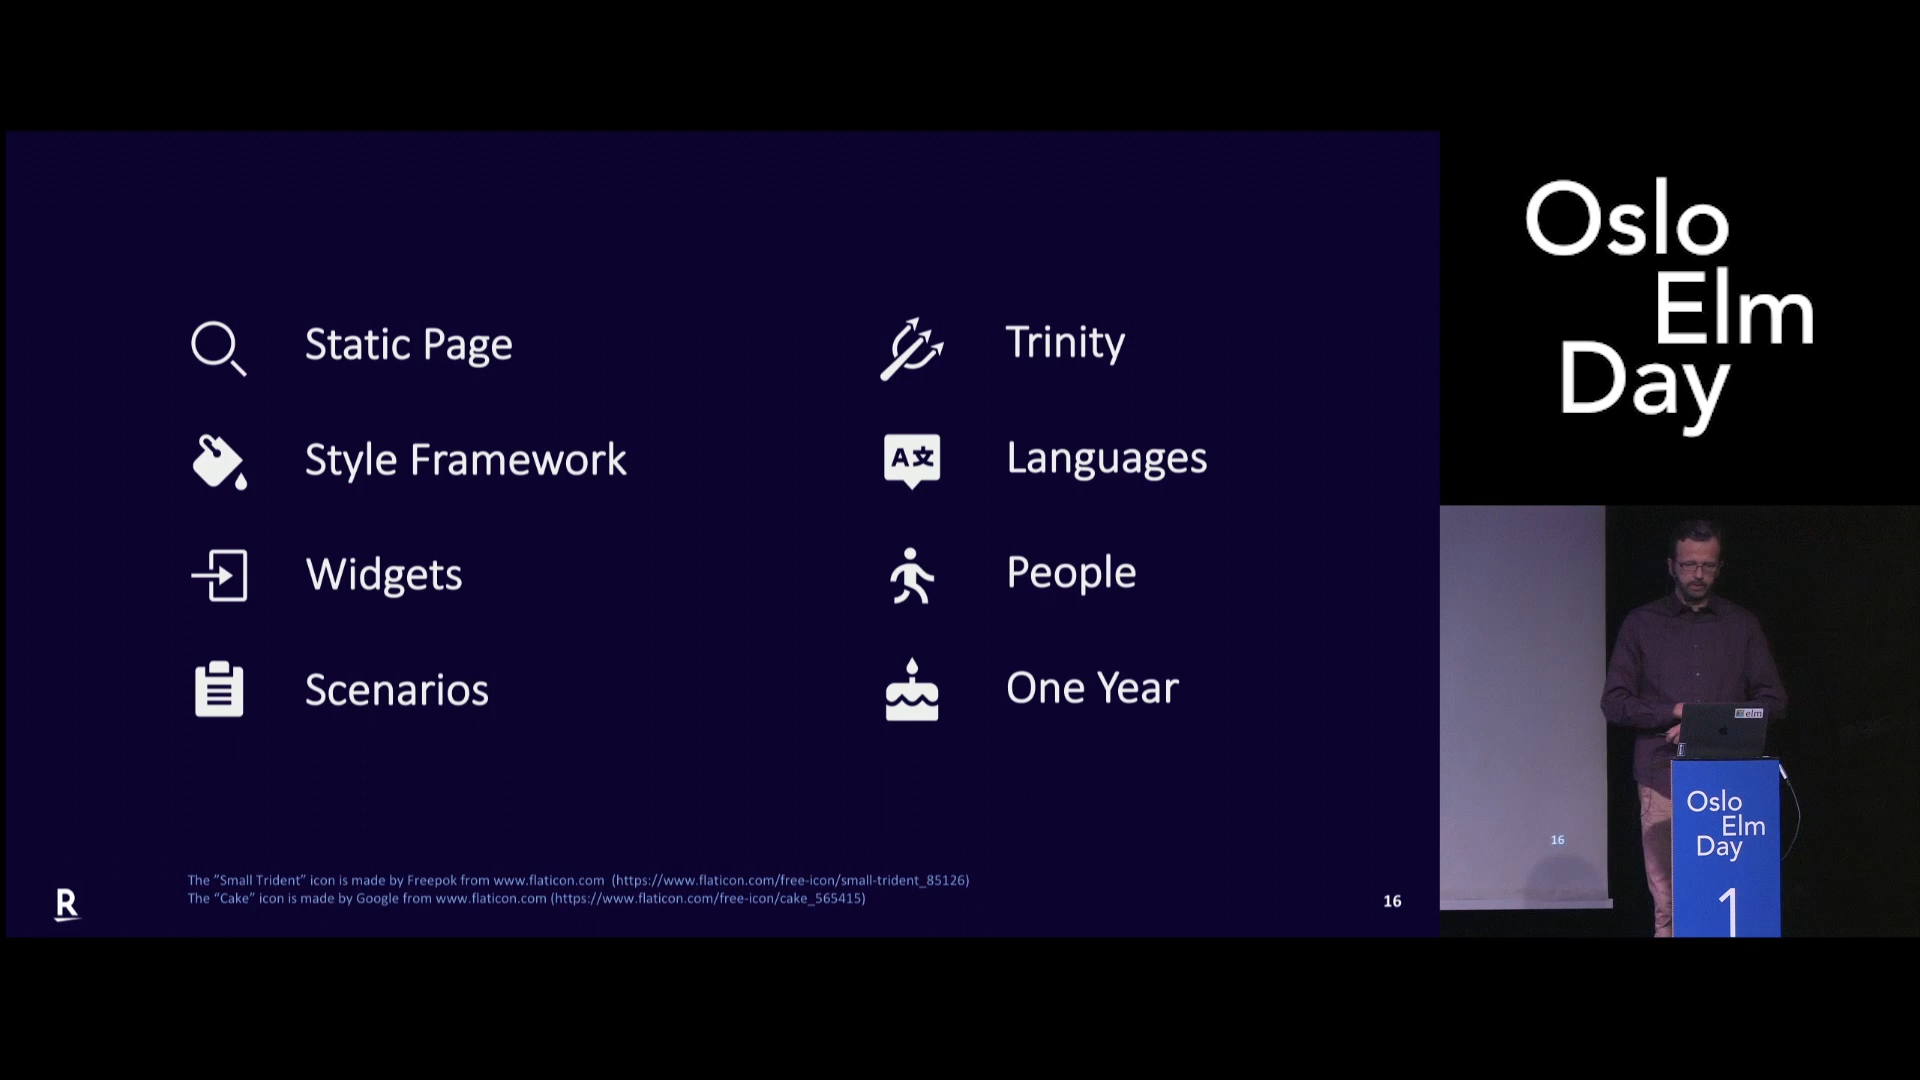 Static Page
Style Framework
Widgets
Scenarios
Trinity
A文
Languages
People
One Year
The "Small Trident" icon is made by Freepok from www.flaticon.com (https://www.flaticon.com/free-icon/small-trident_85126)
The "Cake" icon is made by Google from www.flaticon.com (https://www.flaticon.com/free-icon/cake_565415)
R
16
Oslo
Elm
Day
16
elm
Oslo
Elm
Day
1